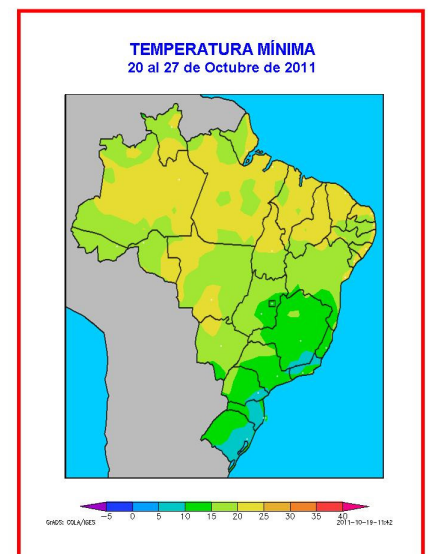 TEMPERATURA MÍNIMA
20 al 27 de Octubre de 2011
-5 0 5 10 15 20 25 30 35 40
GrADS: COLA/IGES 2011-10-19-11:42